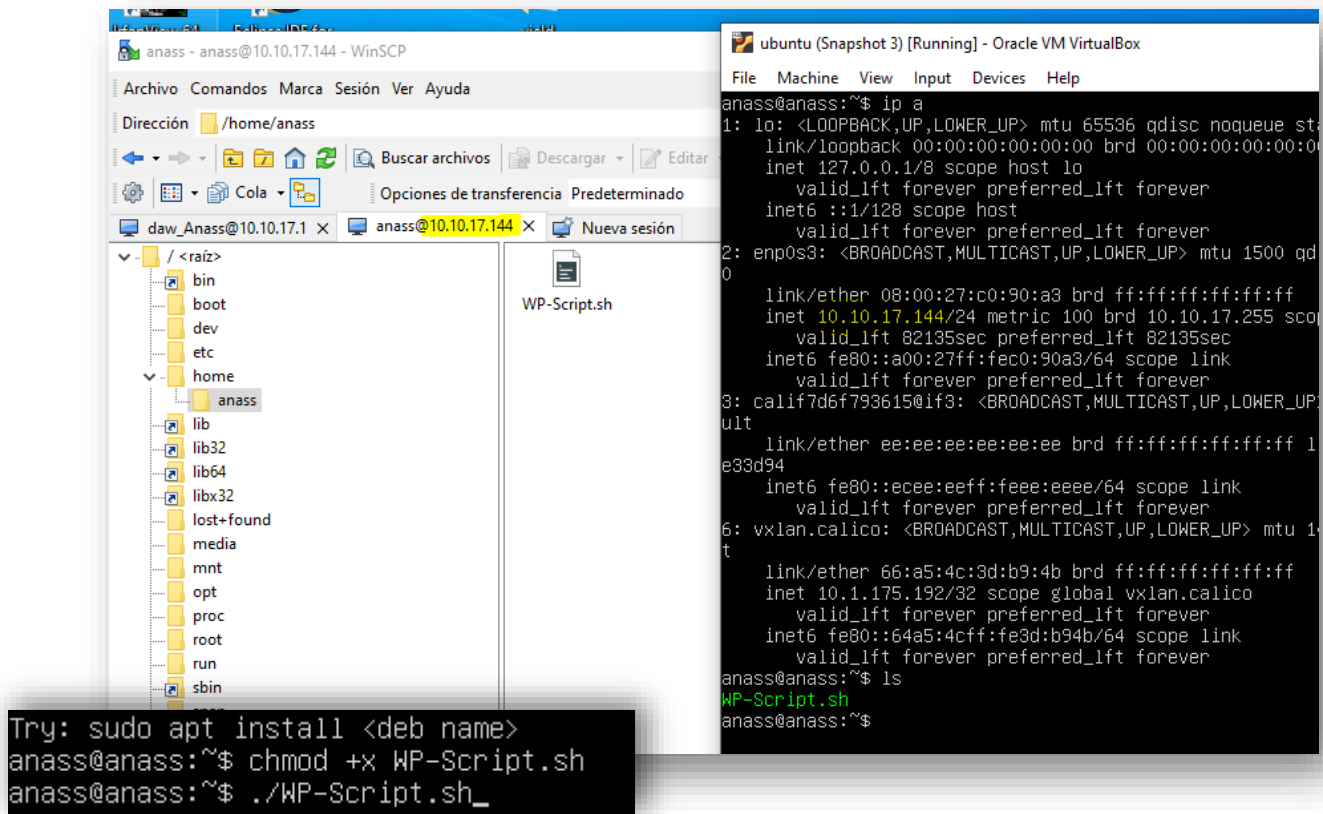 anass - anass@10.10.17.144 - WinSCP
Archivo Comandos Marca Sesión Ver Ayuda
Dirección /home/anass
Buscar archivos Descargar Editar
Cola Opciones de transferencia Predeterminado
daw_Anass@10.10.17.1 × anass@10.10.17.144 × Nueva sesión
/ <raíz>
bin
boot
dev
etc
home
anass
lib
lib32
lib64
libx32
lost+found
media
mnt
opt
proc
root
run
sbin
WP-Script.sh
ubuntu (Snapshot 3) [Running] - Oracle VM VirtualBox
File Machine View Input Devices Help
anass@anass:~$ ip a
1: lo: <LOOPBACK,UP,LOWER_UP> mtu 65536 qdisc noqueue sta
link/loopback 00:00:00:00:00:00 brd 00:00:00:00:00:0
inet 127.0.0.1/8 scope host lo
valid_lft forever preferred_lft forever
inet6 ::1/128 scope host
valid_lft forever preferred_lft forever
2: enp0s3: <BROADCAST,MULTICAST,UP,LOWER_UP> mtu 1500 qd
0
link/ether 08:00:27:c0:90:a3 brd ff:ff:ff:ff:ff:ff
inet 10.10.17.144/24 metric 100 brd 10.10.17.255 scop
valid_lft 82135sec preferred_lft 82135sec
inet6 fe80::a00:27ff:fec0:90a3/64 scope link
valid_lft forever preferred_lft forever
3: calif7d6f793615@if3: <BROADCAST,MULTICAST,UP,LOWER_UP>
ult
link/ether ee:ee:ee:ee:ee:ee brd ff:ff:ff:ff:ff:ff l
e33d94
inet6 fe80::ecee:eeff:feee:eeee/64 scope link
valid_lft forever preferred_lft forever
6: vxlan.calico: <BROADCAST,MULTICAST,UP,LOWER_UP> mtu 14
t
link/ether 66:a5:4c:3d:b9:4b brd ff:ff:ff:ff:ff:ff
inet 10.1.175.192/32 scope global vxlan.calico
valid_lft forever preferred_lft forever
inet6 fe80::64a5:4cff:fe3d:b94b/64 scope link
valid_lft forever preferred_lft forever
anass@anass:~$ ls
WP-Script.sh
anass@anass:~$
Try: sudo apt install <deb name>
anass@anass:~$ chmod +x WP-Script.sh
anass@anass:~$ ./WP-Script.sh_